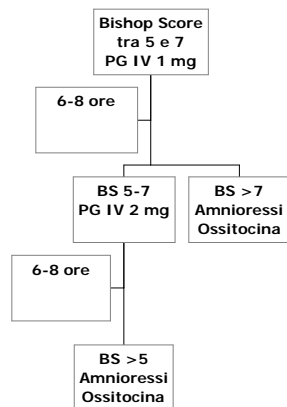 Bishop Score
tra 5 e 7
PG IV 1 mg
6-8 ore
BS 5-7
PG IV 2 mg
BS >7
Amnioressi
Ossitocina
6-8 ore
BS >5
Amnioressi
Ossitocina